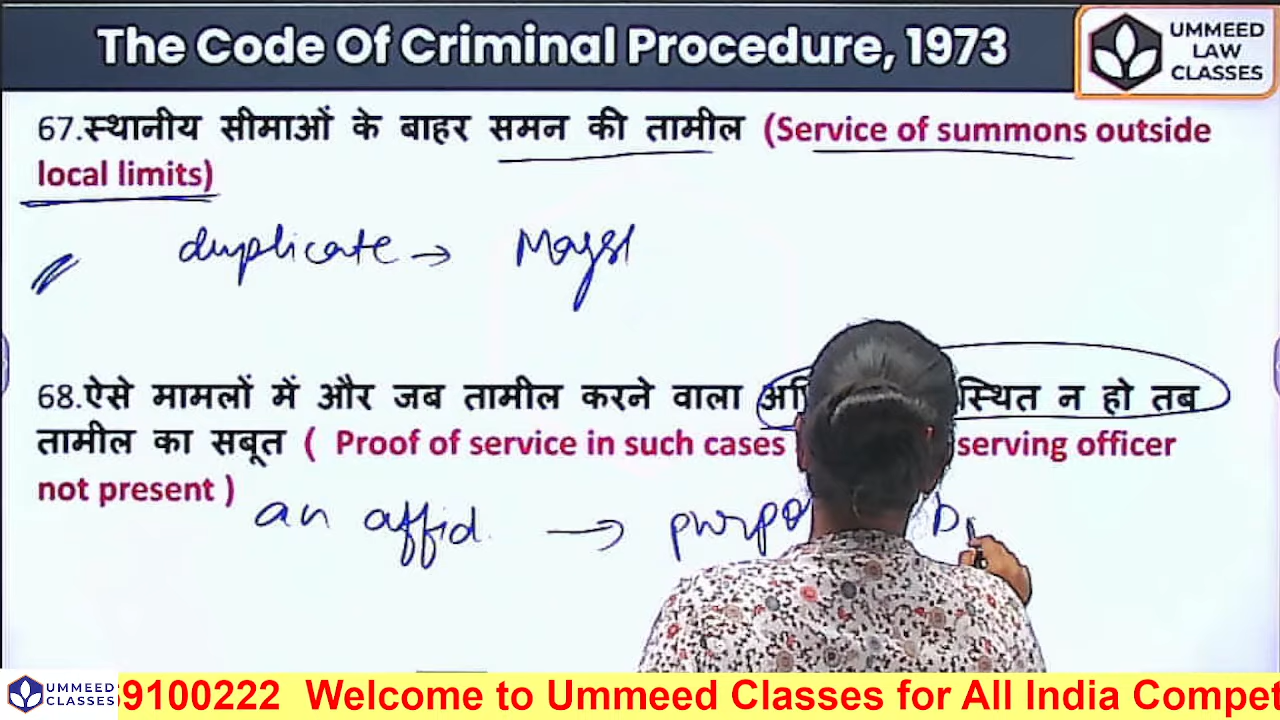 The Code Of Criminal Procedure, 1973
UMMEED
LAW
CLASSES
67.स्थानीय सीमाओं के बाहर समन की तामील (Service of summons outside
local limits)
duplicate →
68.ऐसे मामलों में और जब तामील करने वाला न हो तब
तामील का सबूत ( Proof of service in such cases serving officer
not present )
an affid. →
UMMEED
CLASSES
9100222 Welcome to Ummeed Classes for All India